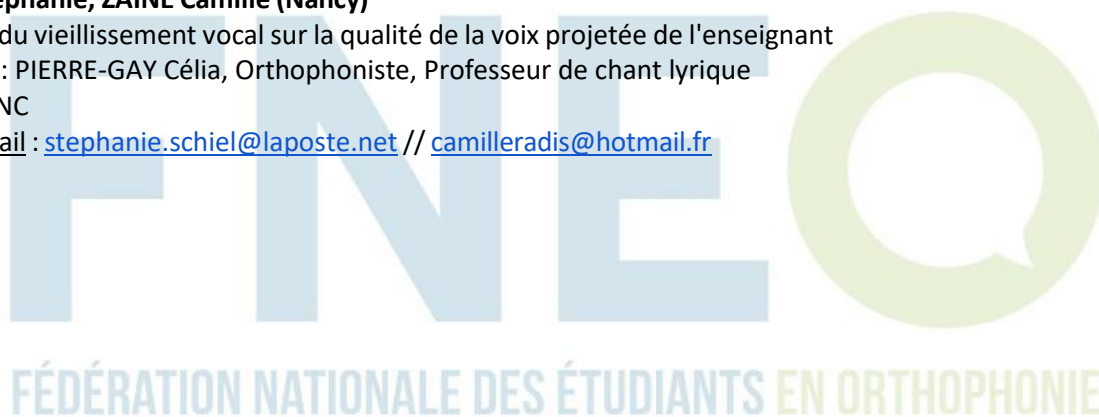 éphanie, ZAINE Camille (Nancy)
du vieillissement vocal sur la qualité de la voix projetée de l'enseignant
: PIERRE-GAY Célia, Orthophoniste, Professeur de chant lyrique
NC
ail : stephanie.schiel@laposte.net // camilleradis@hotmail.fr
FNEO
FÉDÉRATION NATIONALE DES ÉTUDIANTS EN ORTHOPHONIE